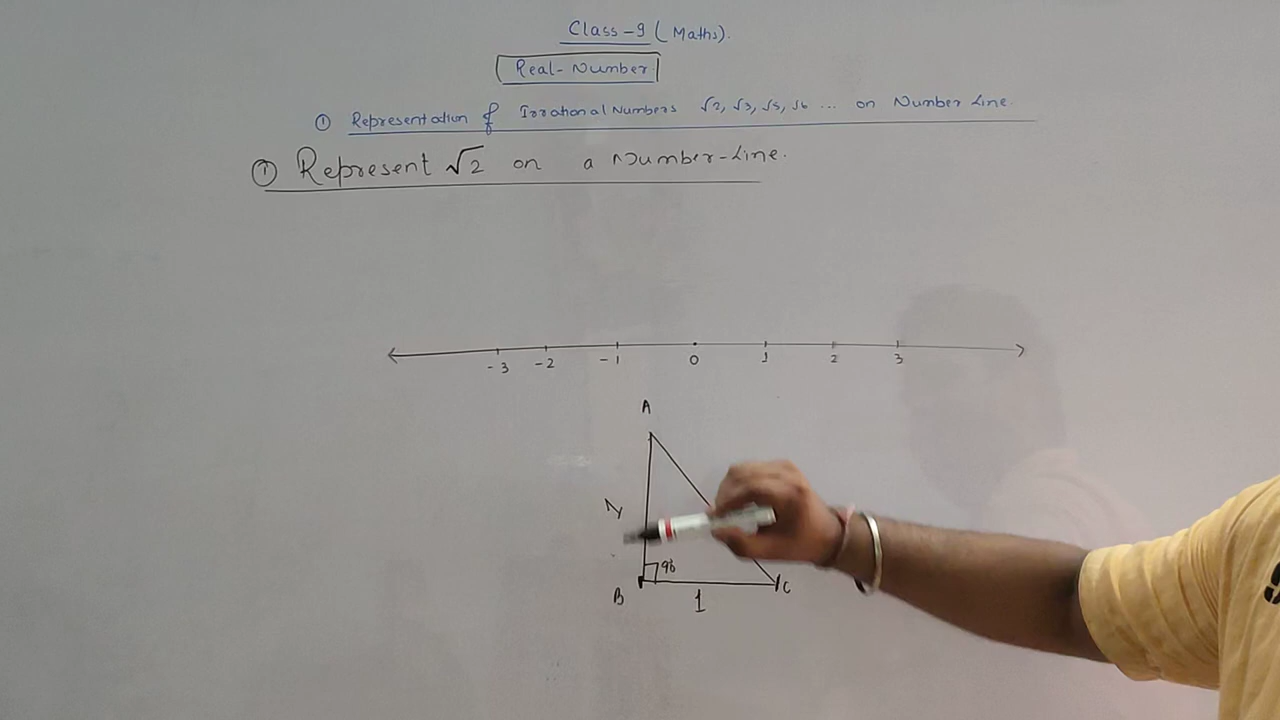 Class-9 (Maths).
Real-Number
① Representation of Irrational Numbers √2, √3, √5, √6 ... on Number Line.
① Represent √2 on a Number-Line.
-3 -2 -1 0 1 2 3
A
90
B C
1